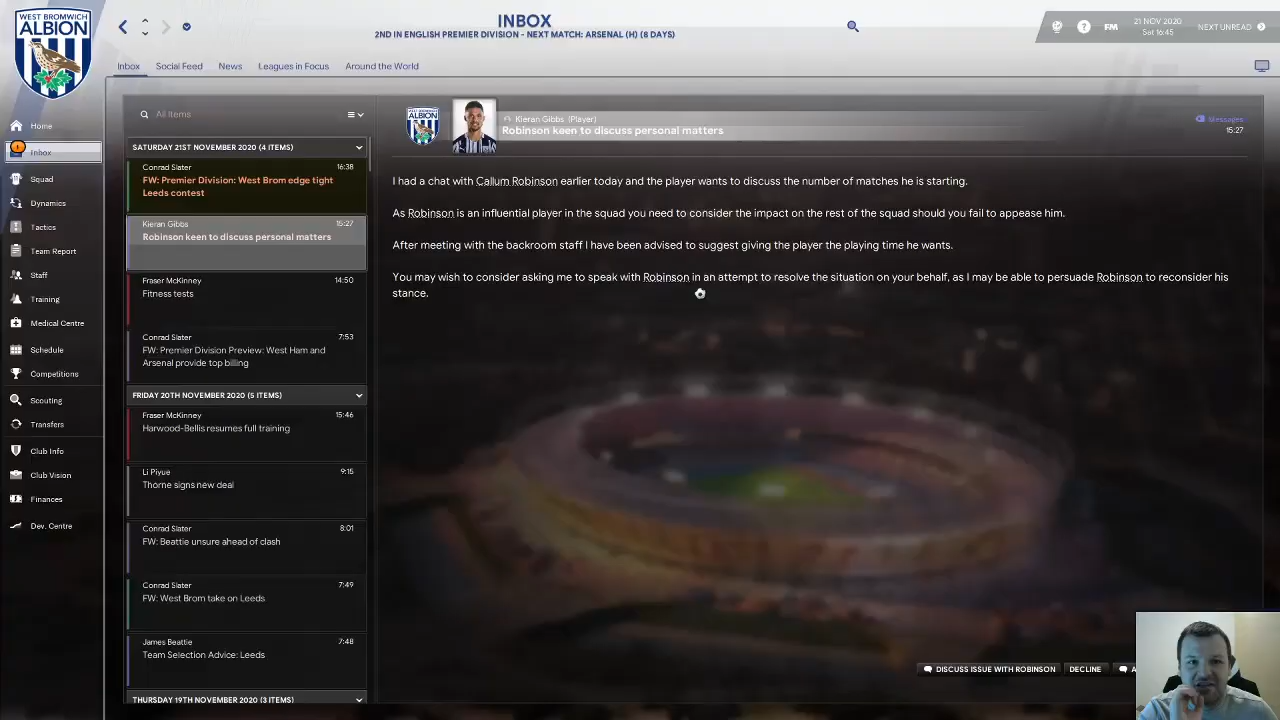 WEST BROMWICH
ALBION
INBOX
2ND IN ENGLISH PREMIER DIVISION - NEXT MATCH: ARSENAL (H) (8 DAYS)
FM
21 NOV 2020
Sat 16:45
NEXT UNREAD
Inbox
Social Feed
News
Leagues in Focus
Around the World
Home
Inbox
Squad
Dynamics
Tactics
Team Report
Staff
Training
Medical Centre
Schedule
Competitions
Scouting
Transfers
Club Info
Club Vision
Finances
Dev. Centre
All Items
SATURDAY 21ST NOVEMBER 2020 (4 ITEMS)
Conrad Slater 16:38
FW: Premier Division: West Brom edge tight
Leeds contest
Kieran Gibbs 15:27
Robinson keen to discuss personal matters
Fraser McKinney 14:50
Fitness tests
Conrad Slater 7:53
FW: Premier Division Preview: West Ham and
Arsenal provide top billing
FRIDAY 20TH NOVEMBER 2020 (5 ITEMS)
Fraser McKinney 15:46
Harwood-Bellis resumes full training
Li Piyue 9:15
Thorne signs new deal
Conrad Slater 8:01
FW: Beattie unsure ahead of clash
Conrad Slater 7:49
FW: West Brom take on Leeds
James Beattie 7:48
Team Selection Advice: Leeds
THURSDAY 19TH NOVEMBER 2020 (3 ITEMS)
Kieran Gibbs (Player)
Robinson keen to discuss personal matters
Messages
15:27
I had a chat with Callum Robinson earlier today and the player wants to discuss the number of matches he is starting.
As Robinson is an influential player in the squad you need to consider the impact on the rest of the squad should you fail to appease him.
After meeting with the backroom staff I have been advised to suggest giving the player the playing time he wants.
You may wish to consider asking me to speak with Robinson in an attempt to resolve the situation on your behalf, as I may be able to persuade Robinson to reconsider his
stance.
DISCUSS ISSUE WITH ROBINSON
DECLINE